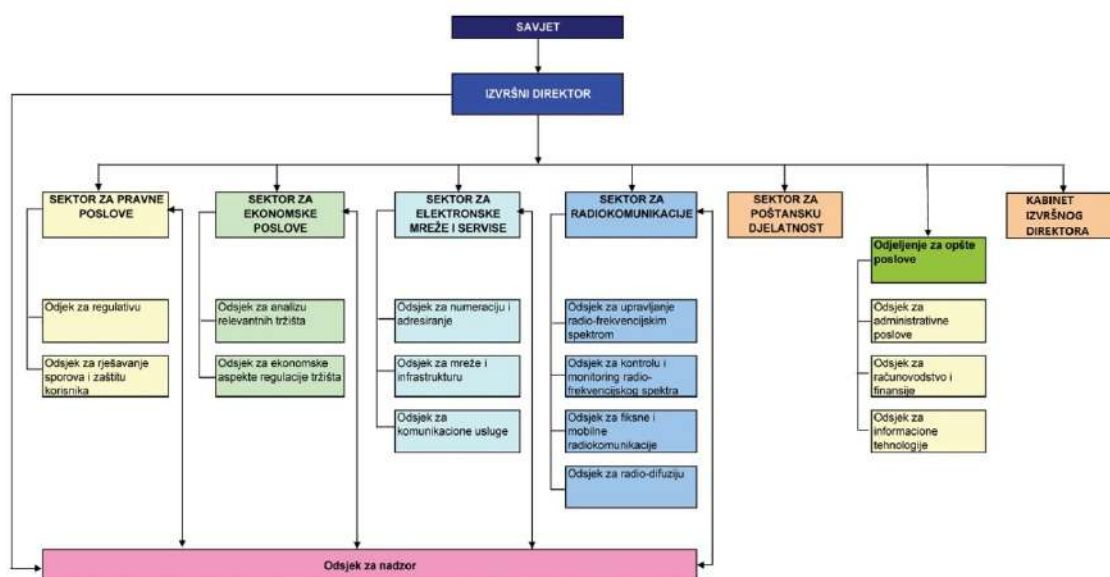 SAVJET
IZVRŠNI DIREKTOR
SEKTOR ZA PRAVNE
POSLOVE
SEKTOR ZA
EKONOMSKE
POSLOVE
SEKTOR ZA
ELEKTRONSKE
MREŽE I SERVISE
SEKTOR ZA
RADIOKOMUNIKACIJE
SEKTOR ZA
POŠTANSKU
DJELATNOST
KABINET
IZVRŠNOG
DIREKTORA
Odjeljenje za opšte
poslove
Odjek za regulativu
Odsjek za rješavanje
sporova i zaštitu
korisnika
Odsjek za analizu
relevantnih tržišta
Odsjek za ekonomske
aspekte regulacije tržišta
Odsjek za numeraciju i
adresiranje
Odsjek za mreže i
infrastrukturu
Odsjek za
komunikacione usluge
Odsjek za upravljanje
radio-frekvencijskim
spektrom
Odsjek za kontrolu i
monitoring radio-
frekvencijskog spektra
Odsjek za fiksne i
mobilne
radiokomunikacije
Odsjek za radio-difuziju
Odsjek za
administrativne
poslove
Odsjek za
računovodstvo i
finansije
Odsjek za
informacione
tehnologije
Odsjek za nadzor